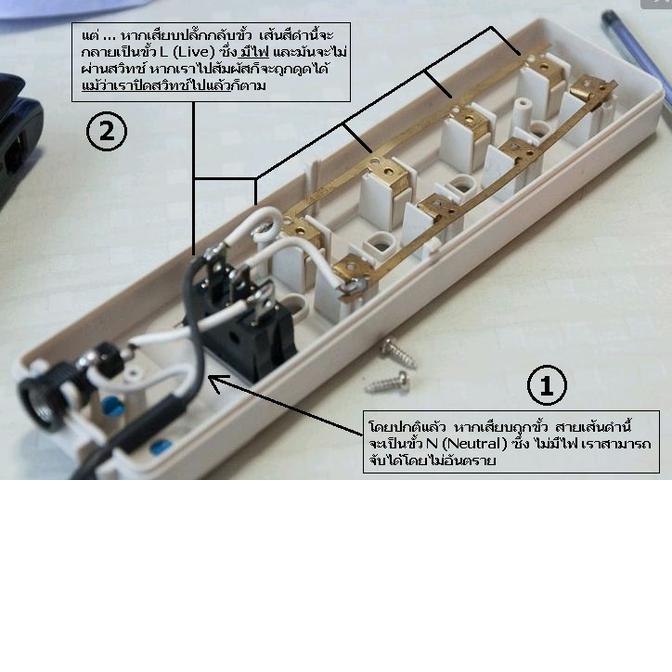 แต่ ... หากเสียบปลั๊กกลับขั้ว เส้นสีดำนี้จะ
กลายเป็นขั้ว L (Live) ซึ่ง มีไฟ และมันจะไม่
ผ่านสวิทช์ หากเราไปสัมผัสก็จะถูกดูดได้
แม้ว่าเราปิดสวิทช์ไปแล้วก็ตาม
2
1
โดยปกติแล้ว หากเสียบถูกขั้ว สายเส้นดำนี้
จะเป็นขั้ว N (Neutral) ซึ่ง ไม่มีไฟ เราสามารถ
จับได้โดยไม่อันตราย